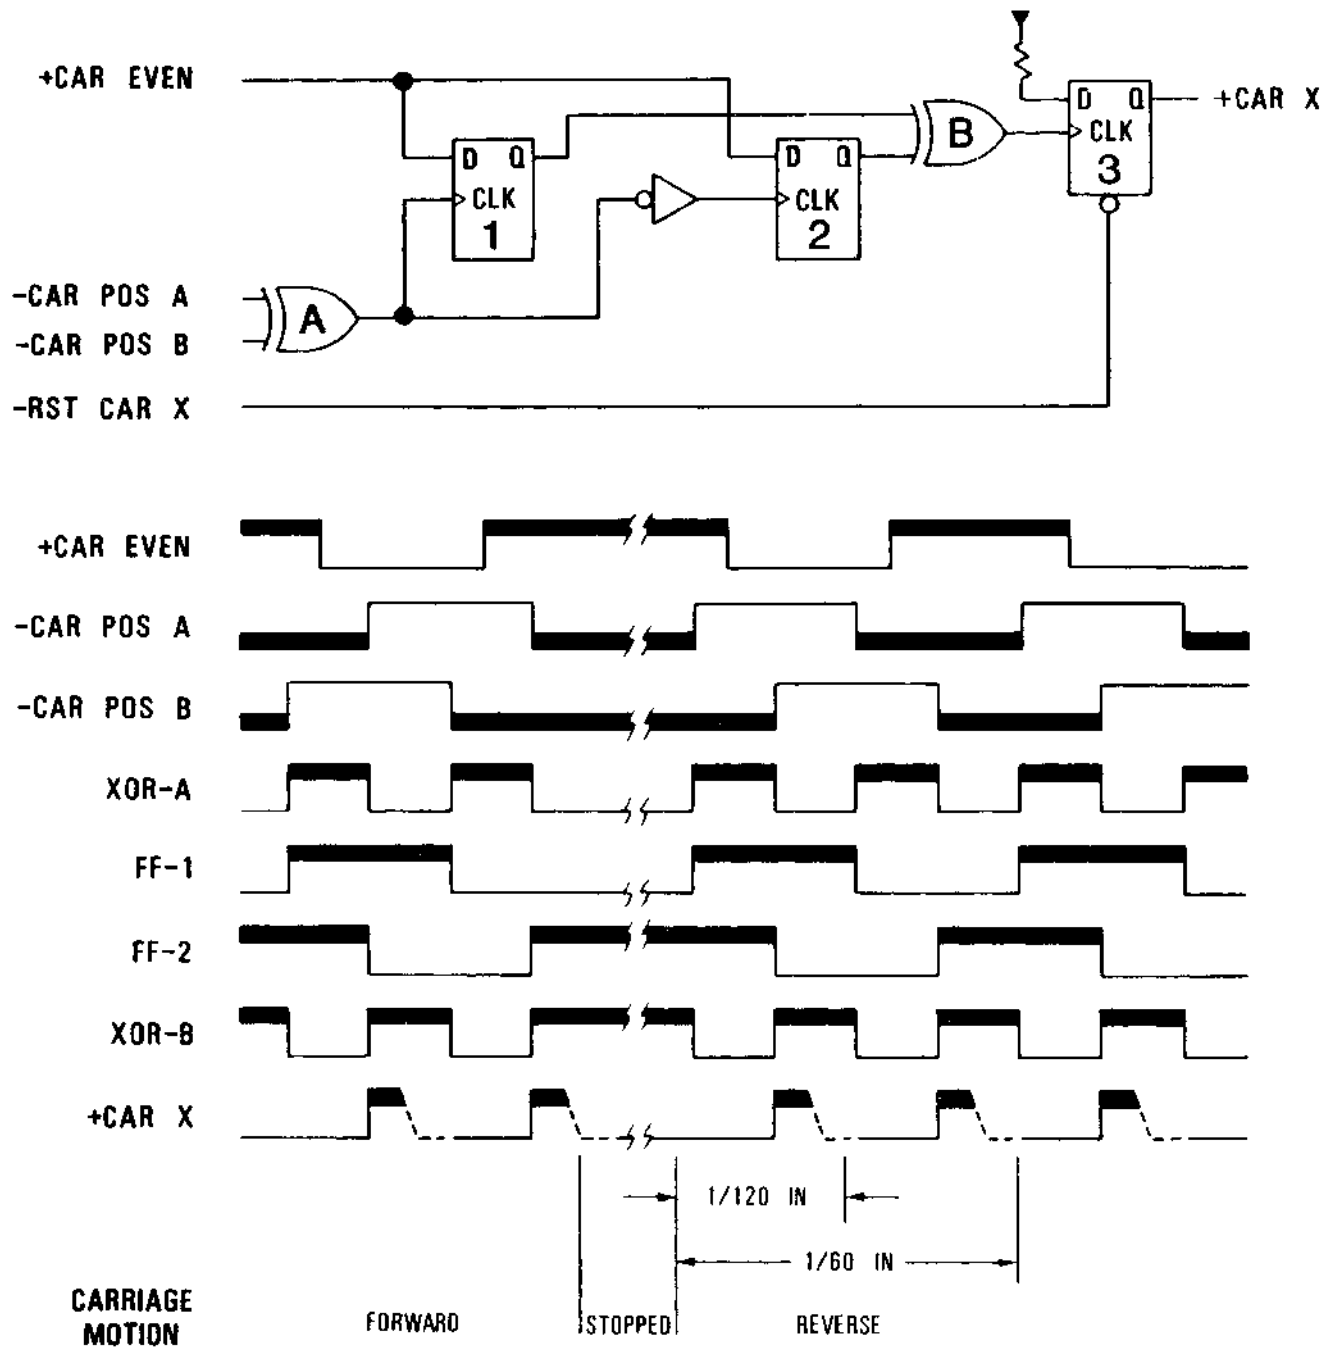 +CAR EVEN
D Q
CLK
1
D Q
CLK
2
B
D Q
CLK
3
+CAR X
-CAR POS A
-CAR POS B
A
-RST CAR X
+CAR EVEN
-CAR POS A
-CAR POS B
XOR-A
FF-1
FF-2
XOR-B
+CAR X
1/120 IN
1/60 IN
CARRIAGE
MOTION
FORWARD
STOPPED
REVERSE